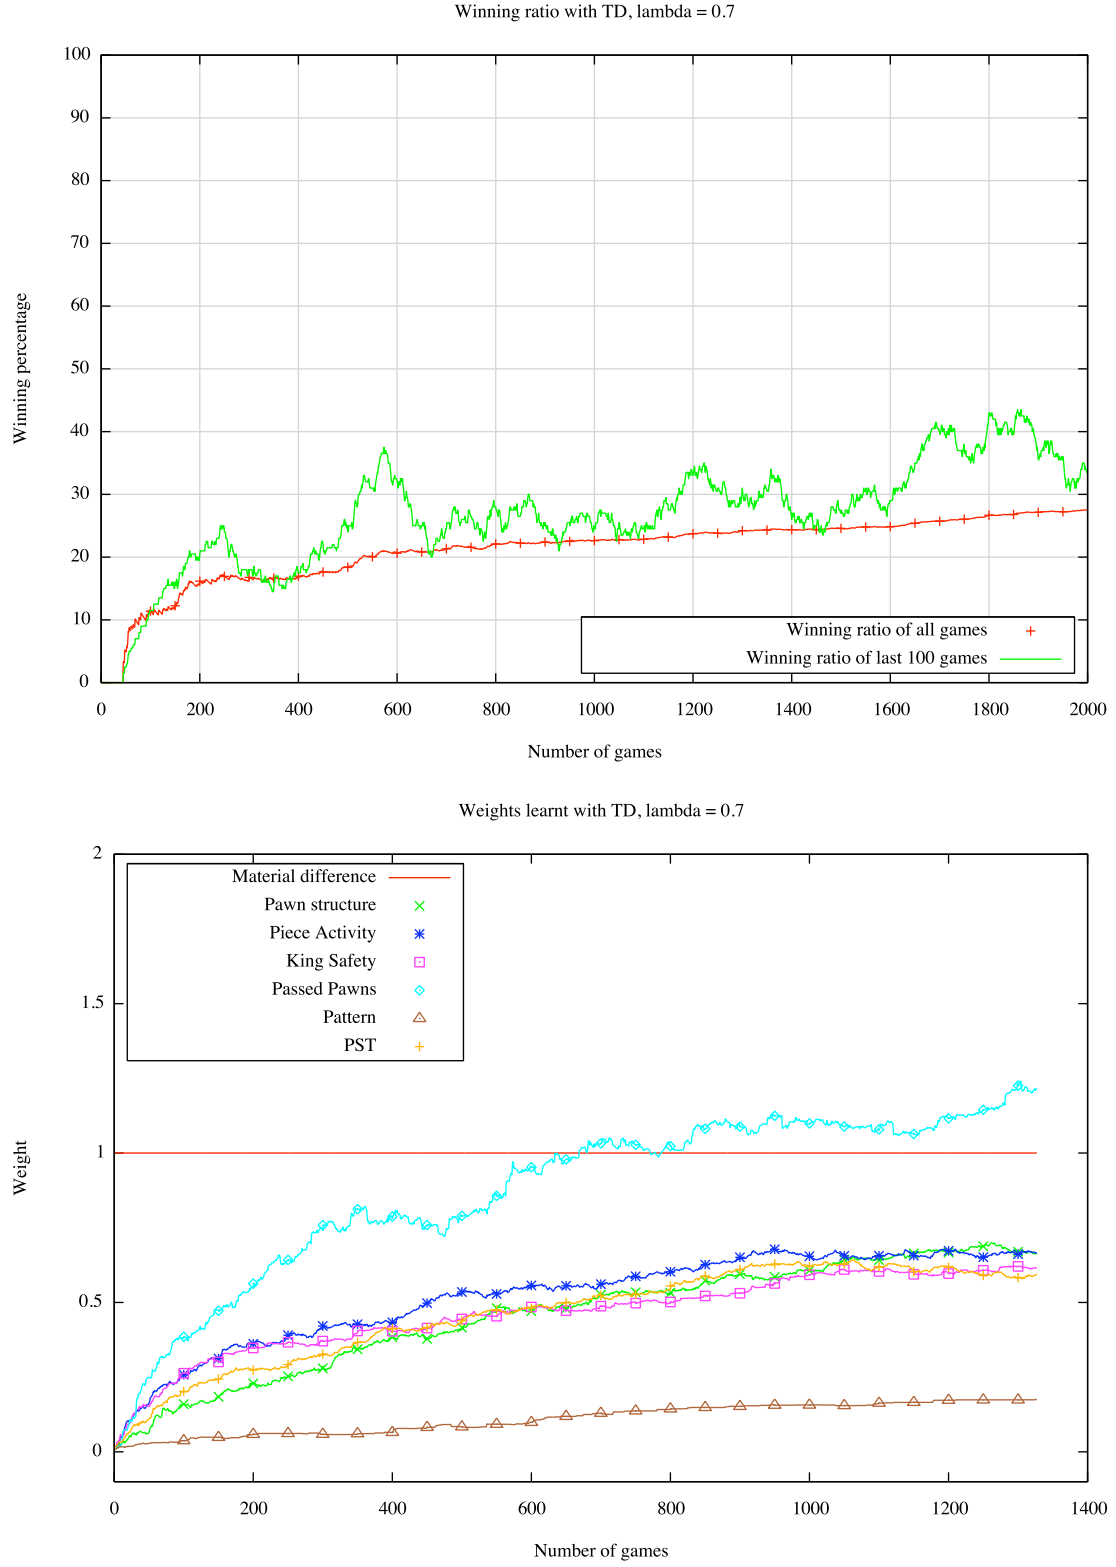 Winning ratio with TD, lambda = 0.7
100
90
80
70
60
50
40
30
20
10
0
Winning percentage
Winning ratio of all games
Winning ratio of last 100 games
0 200 400 600 800 1000 1200 1400 1600 1800 2000
Number of games
Weights learnt with TD, lambda = 0.7
2
1.5
1
0.5
0
Weight
Material difference
Pawn structure
Piece Activity
King Safety
Passed Pawns
Pattern
PST
0 200 400 600 800 1000 1200 1400
Number of games